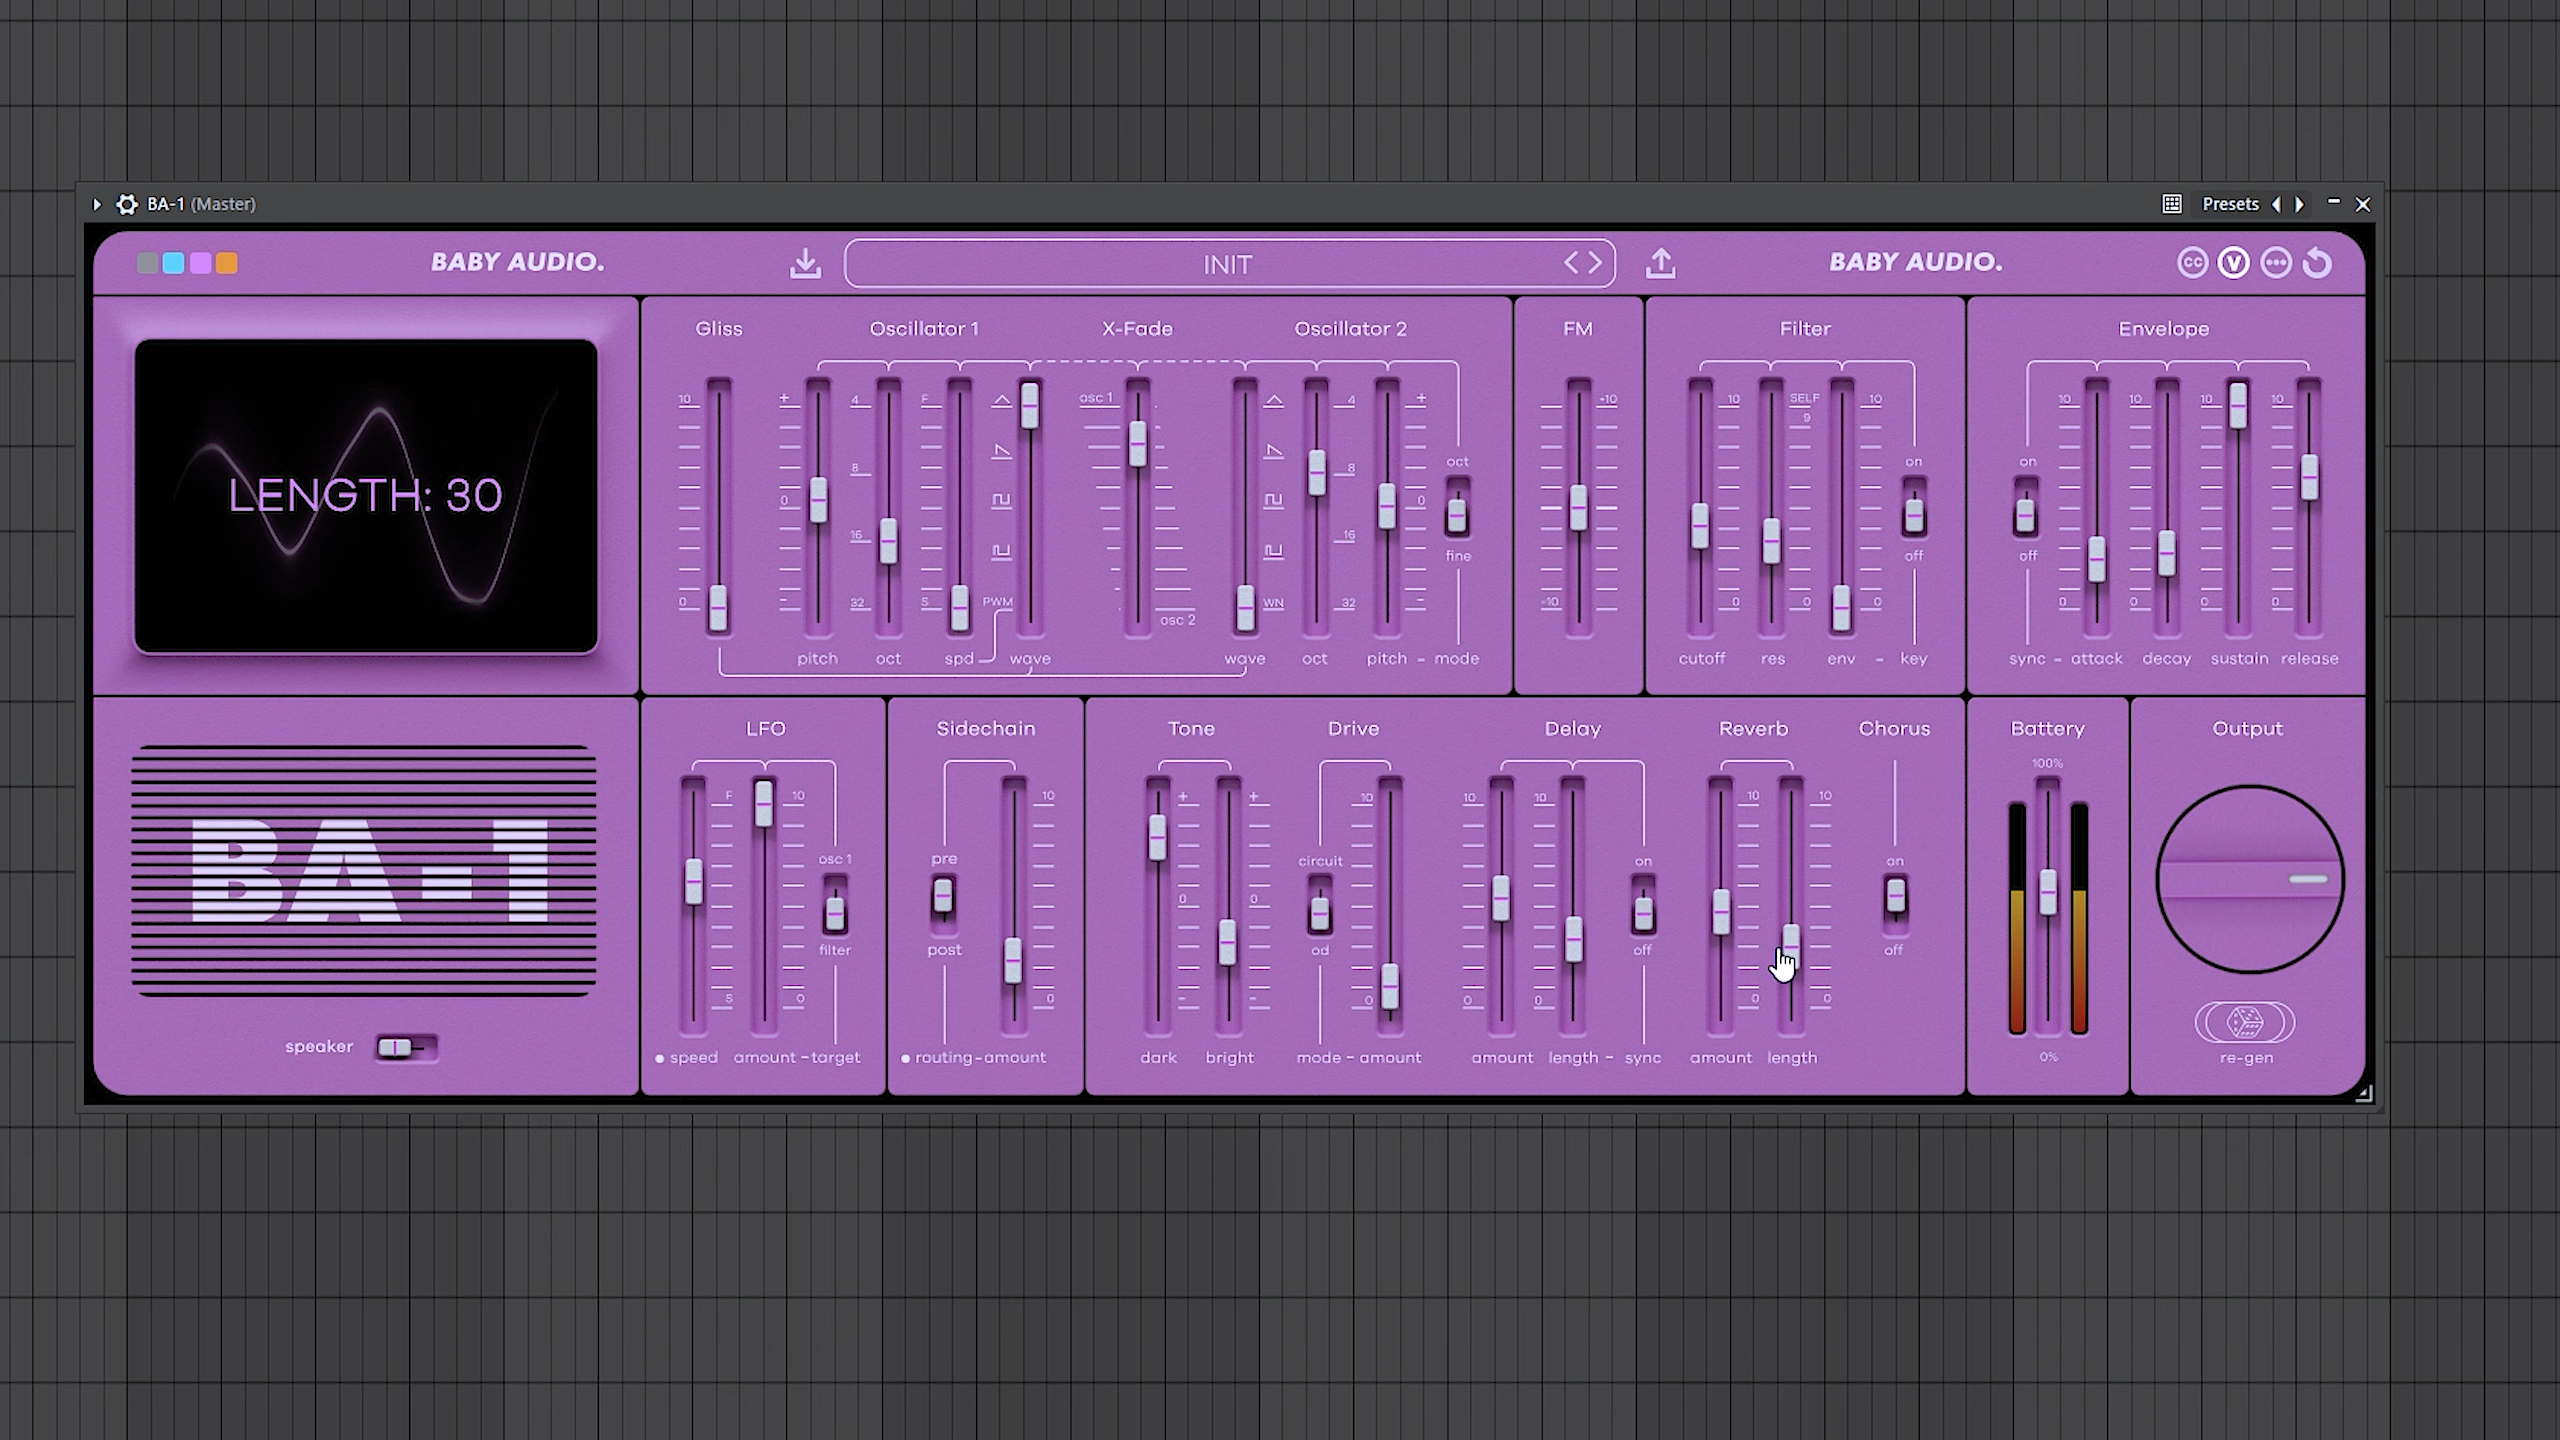 BA-1 (Master)
Presets
BABY AUDIO.
INIT
BABY AUDIO.
CC
V
LENGTH: 30
Gliss
Oscillator 1
X-Fade
Oscillator 2
FM
Filter
Envelope
10
+
4
F
asc 1
4
+
+10
10
SELF
10
10
10
10
10
9
8
oct
8
on
on
0
0
16
16
fine
off
off
0
-
32
S
PWM
WN
32
-
-10
0
0
0
0
0
0
0
osc 2
pitch
oct
spd
wave
wave
oct
pitch - mode
cutoff
res
env - key
sync - attack
decay
sustain
release
LFO
Sidechain
Tone
Drive
Delay
Reverb
Chorus
Battery
Output
100%
F
10
10
+
+
10
10
10
10
10
BA-1
osc 1
pre
circuit
on
on
0
0
filter
post
od
off
off
S
0
0
-
-
0
0
0
0
0
speaker
speed
amount - target
routing - amount
dark
bright
mode - amount
amount
length - sync
amount
length
0%
re-gen